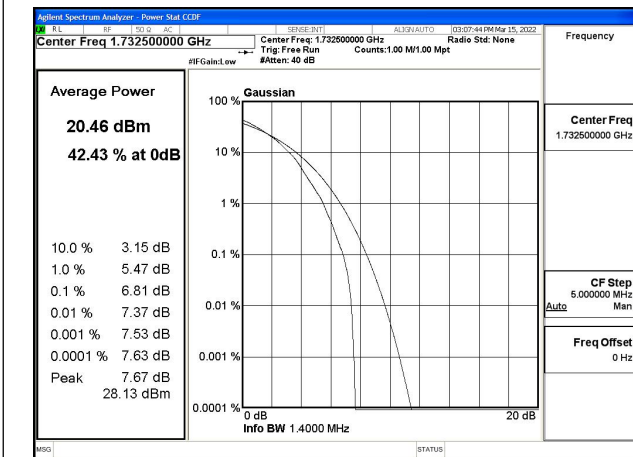 Agilent Spectrum Analyzer - Power Stat CCDF
RL RF 50 Ω AC SENSE:INT ALIGN AUTO 03:07:44 PM Mar 15, 2022
Center Freq 1.732500000 GHz
Center Freq: 1.732500000 GHz Radio Std: None
Trig: Free Run Counts:1.00 M/1.00 Mpt
#IFGain:Low #Atten: 40 dB
Frequency
Average Power
20.46 dBm
42.43 % at 0dB
10.0 % 3.15 dB
1.0 % 5.47 dB
0.1 % 6.81 dB
0.01 % 7.37 dB
0.001 % 7.53 dB
0.0001 % 7.63 dB
Peak 7.67 dB
28.13 dBm
Gaussian
100 %
10 %
1 %
0.1 %
0.01 %
0.001 %
0.0001 %
0 dB 20 dB
Info BW 1.4000 MHz
Center Freq
1.732500000 GHz
CF Step
5.000000 MHz
Auto Man
Freq Offset
0 Hz
MSG STATUS